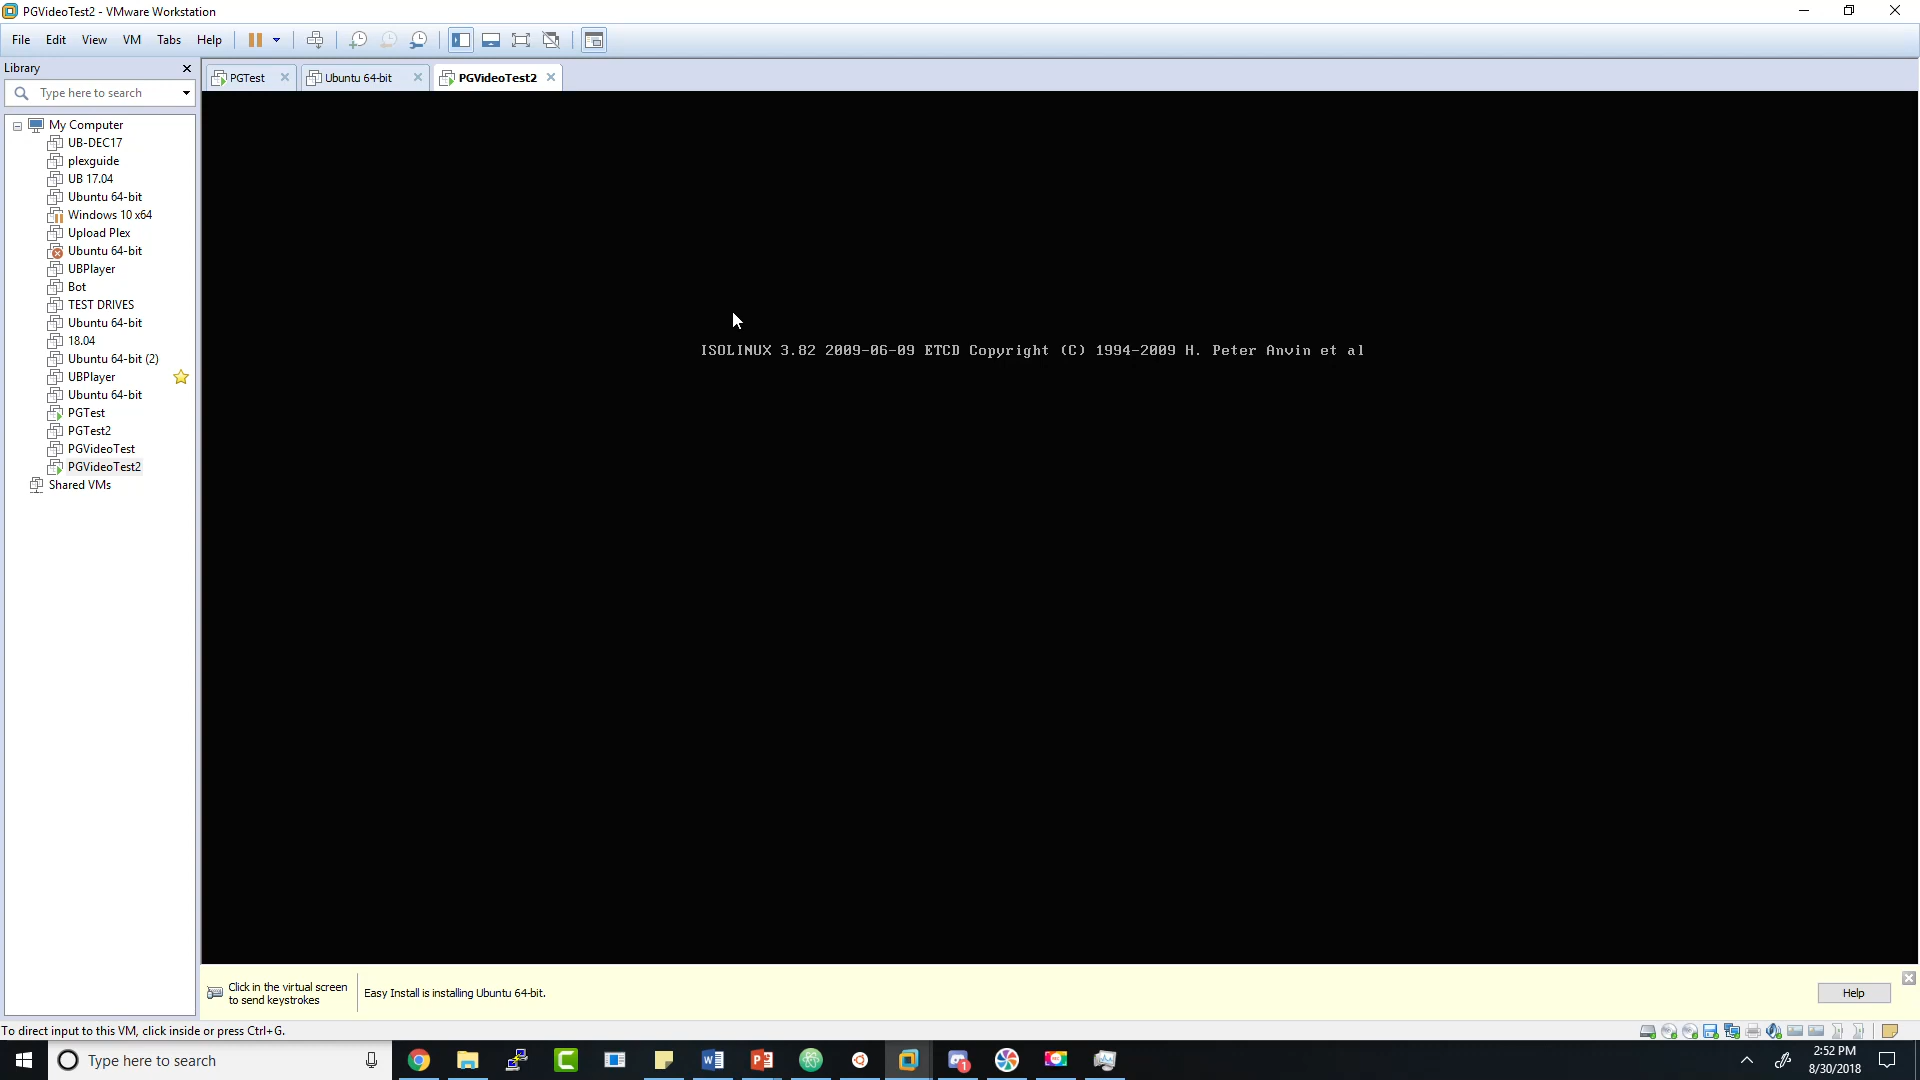 PGVideoTest2 - VMware Workstation
File Edit View VM Tabs Help
Library
PGTest
Ubuntu 64-bit
PGVideoTest2
Type here to search
My Computer
UB-DEC17
plexguide
UB 17.04
Ubuntu 64-bit
Windows 10 x64
Upload Plex
Ubuntu 64-bit
UBPlayer
Bot
TEST DRIVES
Ubuntu 64-bit
18.04
Ubuntu 64-bit (2)
UBPlayer
Ubuntu 64-bit
PGTest
PGTest2
PGVideoTest
PGVideoTest2
Shared VMs
ISOLINUX 3.82 2009-06-09 ETCD Copyright (C) 1994-2009 H. Peter Anvin et al
Click in the virtual screen
to send keystrokes
Easy Install is installing Ubuntu 64-bit.
Help
To direct input to this VM, click inside or press Ctrl+G.
Type here to search
2:52 PM
8/30/2018